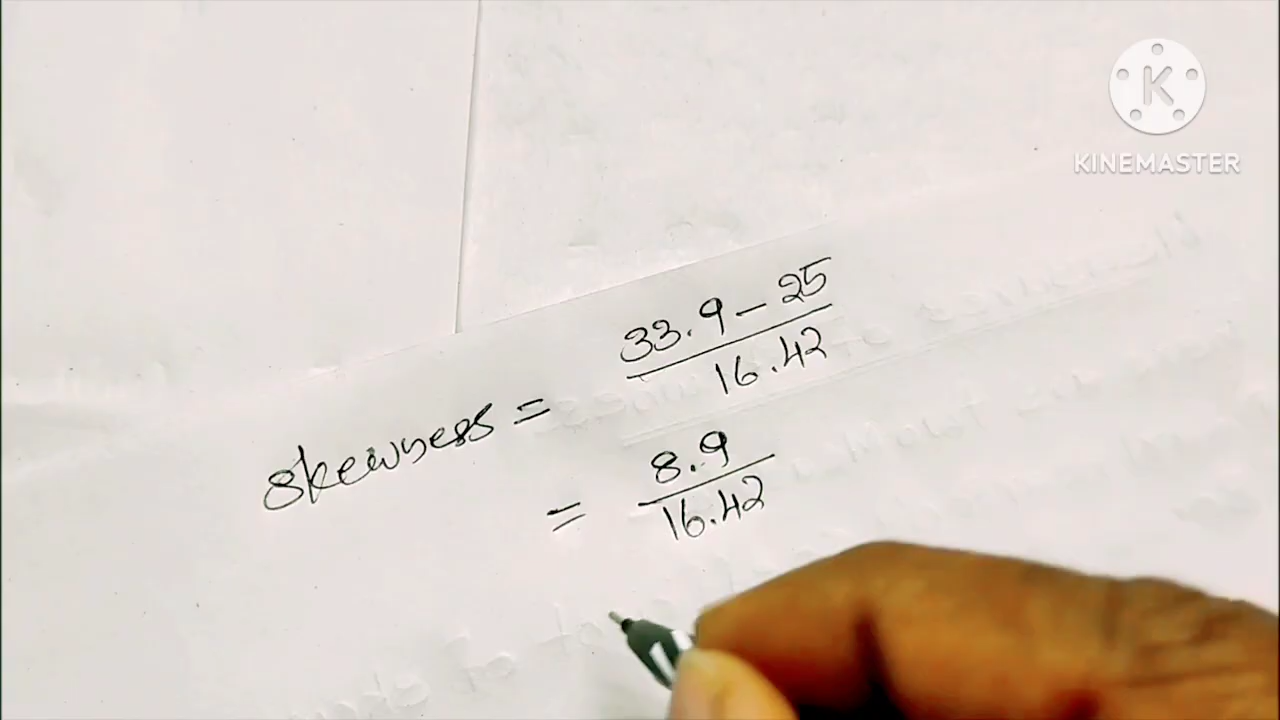 KINEMASTER
skewness = 33.9 - 25 / 16.42
= 8.9 / 16.42